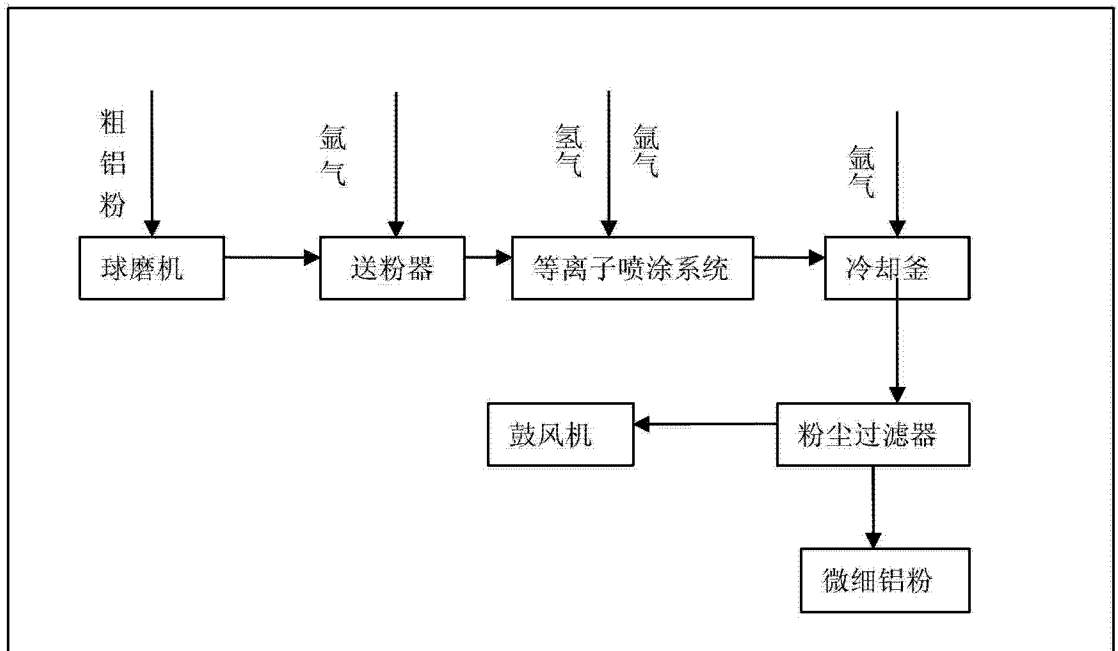 粗铝粉
氩气
氢气
氩气
氩气
球磨机
送粉器
等离子喷涂系统
冷却釜
鼓风机
粉尘过滤器
微细铝粉